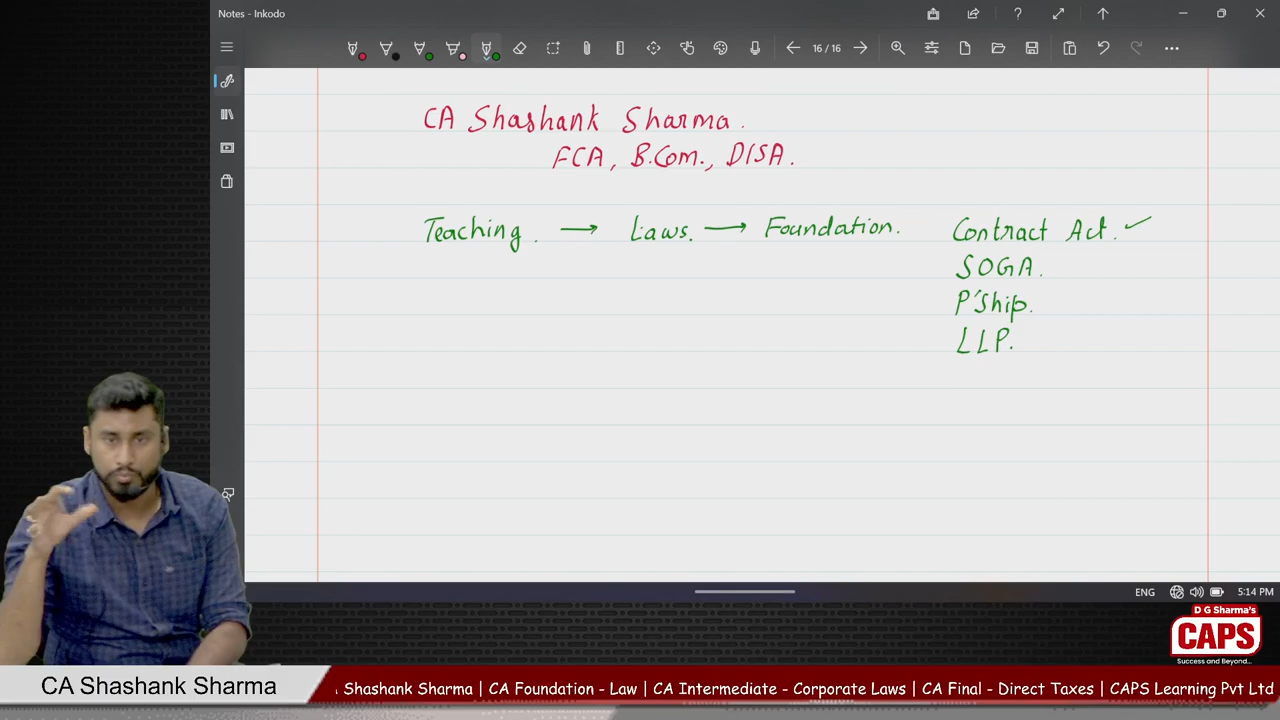 Notes - Inkodo
16/16
CA Shashank Sharma.
FCA, B.Com., DISA.
Teaching. → Laws. → Foundation. Contract Act. ✓
SOGA.
P'Ship.
LLP.
ENG 5:14 PM
D G Sharma's
CAPS
Success and Beyond...
CA Shashank Sharma
Shashank Sharma | CA Foundation - Law | CA Intermediate - Corporate Laws | CA Final - Direct Taxes | CAPS Learning Pvt Ltd